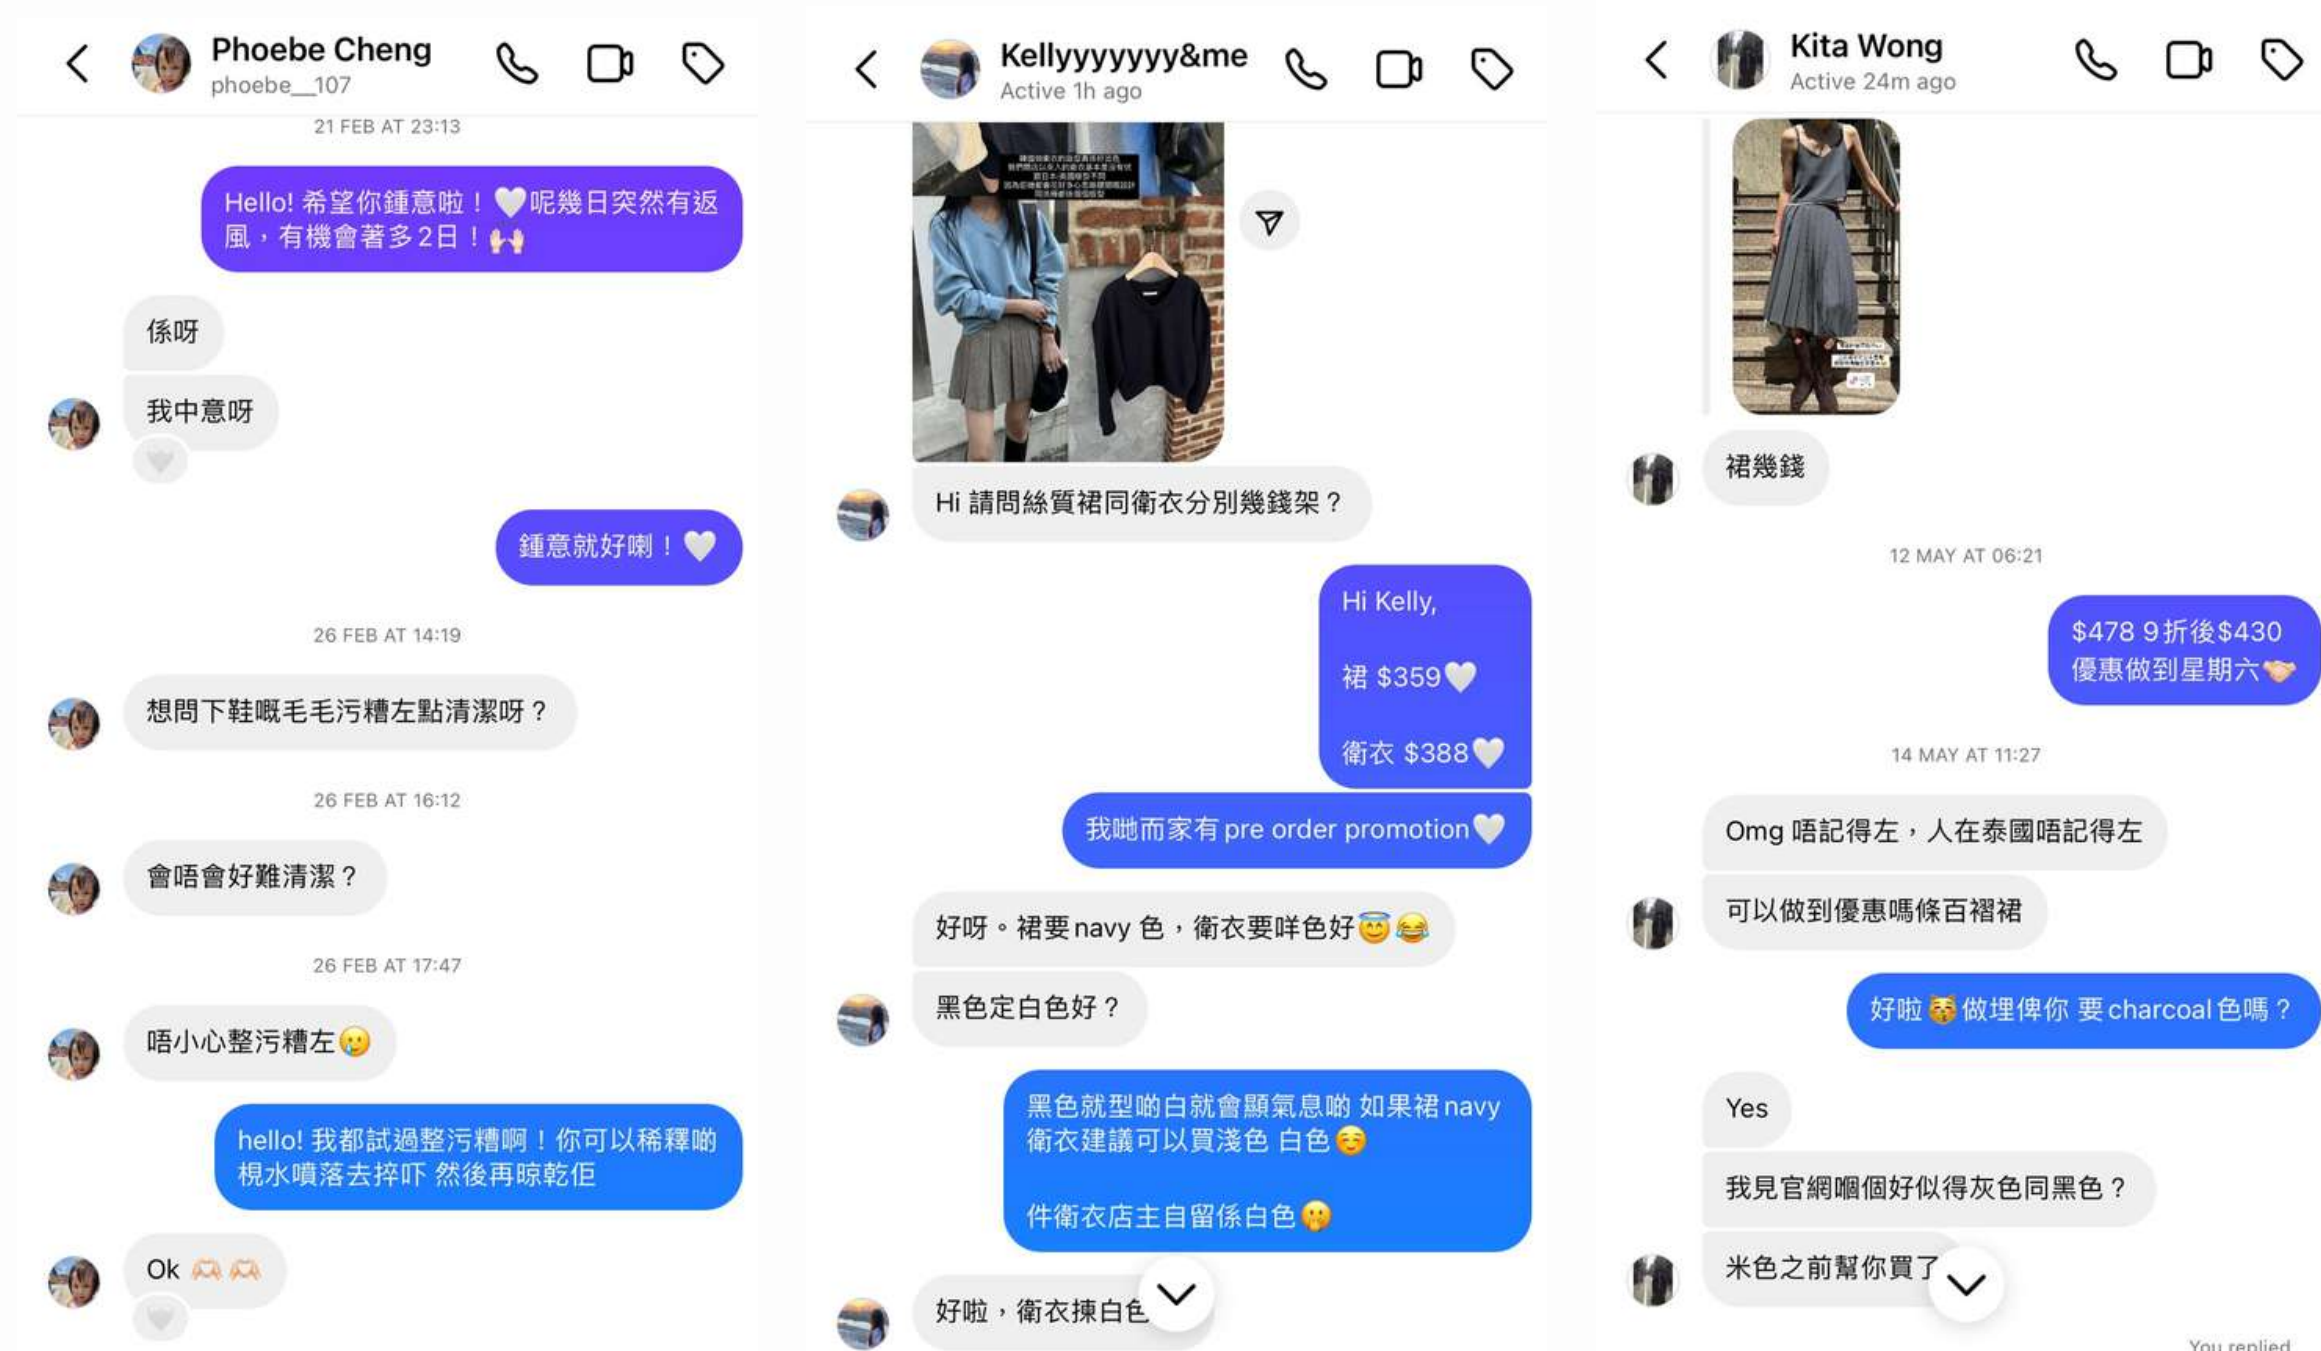 Phoebe Cheng
phoebe__107
21 FEB AT 23:13
Hello! 希望你鍾意啦！🤍呢幾日突然有返
風，有機會著多2日！🙌🏻
係呀
我中意呀
🤍
鍾意就好喇！🤍
26 FEB AT 14:19
想問下鞋嘅毛毛污糟左點清潔呀？
26 FEB AT 16:12
會唔會好難清潔？
26 FEB AT 17:47
唔小心整污糟左🥲
hello! 我都試過整污糟啊！你可以稀釋啲
梘水噴落去捽吓 然後再晾乾佢
Ok 🫶🏻🫶🏻
🤍
Kellyyyyyyy&me
Active 1h ago
Hi 請問絲質裙同衛衣分別幾錢架？
Hi Kelly,
裙 $359🤍
衛衣 $388🤍
我哋而家有pre order promotion🤍
好呀。裙要navy 色，衛衣要咩色好😇😂
黑色定白色好？
黑色就型啲白就會顯氣息啲 如果裙navy
衛衣建議可以買淺色 白色☺️
件衛衣店主自留係白色🤫
好啦，衛衣揀白色
Kita Wong
Active 24m ago
裙幾錢
12 MAY AT 06:21
$478 9折後$430
優惠做到星期六🤝🏻
14 MAY AT 11:27
Omg 唔記得左，人在泰國唔記得左
可以做到優惠嗎條百褶裙
好啦😽做埋俾你 要charcoal色嗎？
Yes
我見官網嗰個好似得灰色同黑色？
米色之前幫你買了
You replied